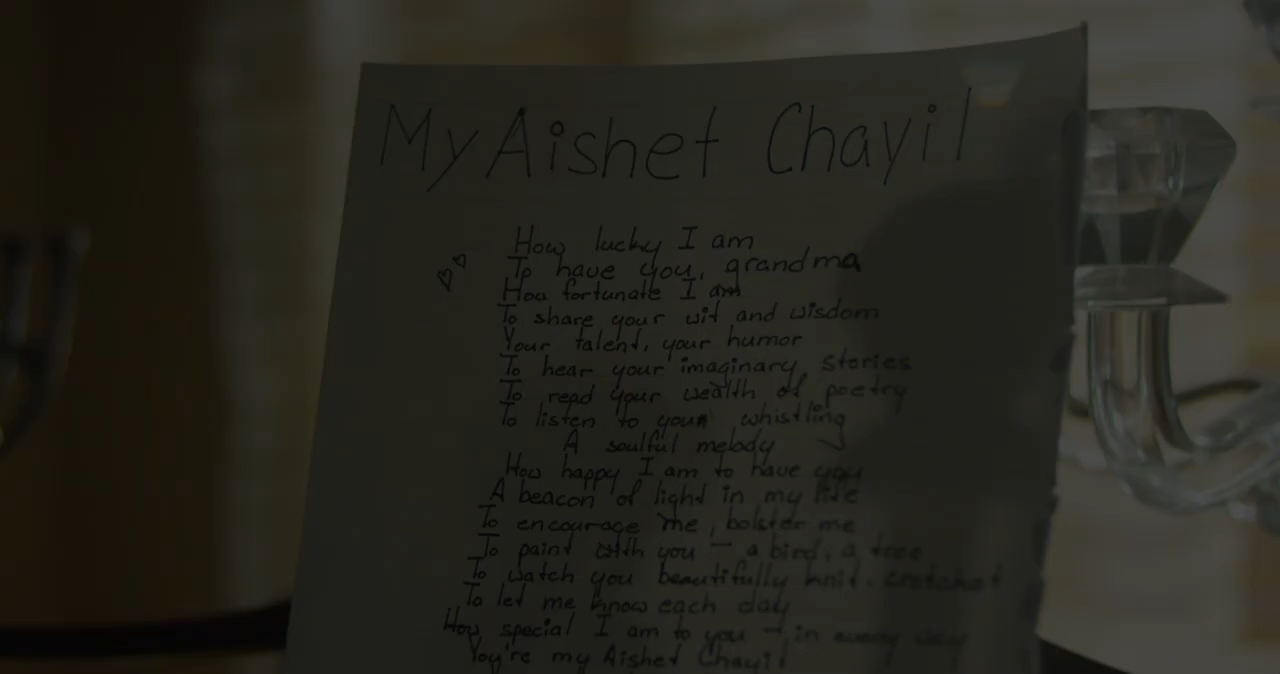 My Aishet Chayil
How lucky I am
To have you, grandma
How fortunate I am
To share your wit and wisdom
Your talent, your humor
To hear your imaginary stories
To read your wealth of poetry
To listen to your whistling
A soulful melody
How happy I am to have you
A beacon of light in my life
To encourage me, bolster me
To paint with you — a bird, a tree
To watch you beautifully knit, crotchet
To let me know each day
How special I am to you — in every way
You're my Aishet Chayil